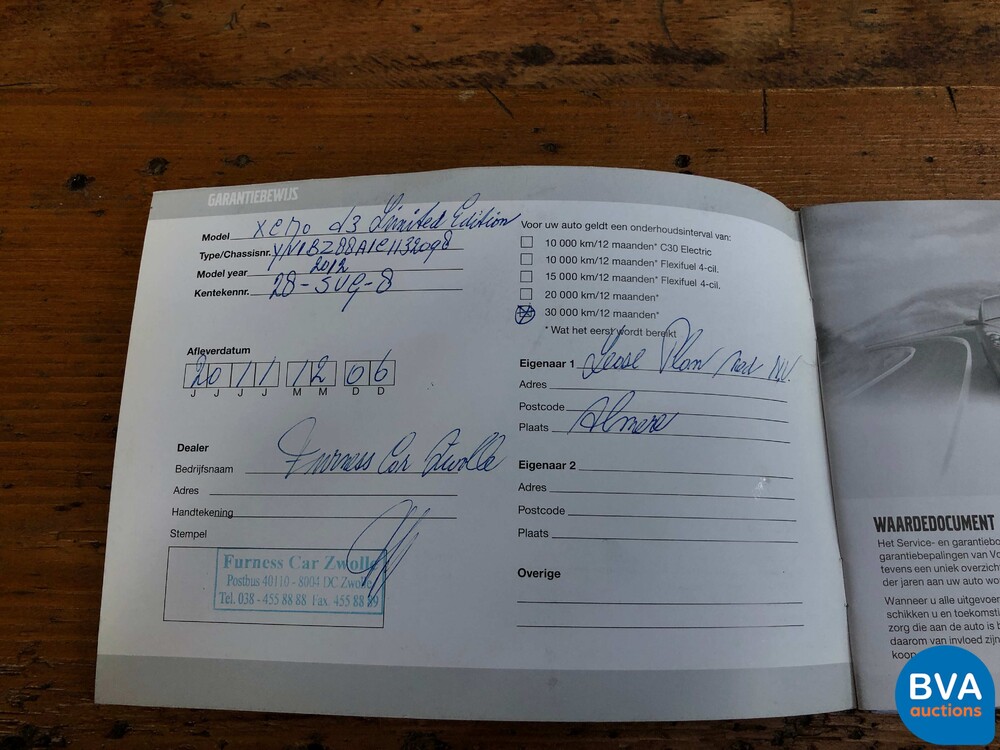 GARANTIEBEWIJS
Model XC70 d3 Limited Edition
Type/Chassisnr. YV1BZ88A1C1132098
Model year 2012
Kentekennr. 28-SVG-8
Afleverdatum
2011 12 06
J J J J M M D D
Dealer
Bedrijfsnaam Furness Car Zwolle
Adres
Handtekening
Stempel
Furness Car Zwolle
Postbus 40110 - 8004 DC Zwolle
Tel. 038 - 455 88 88 Fax. 455 88 89
Voor uw auto geldt een onderhoudsinterval van:
10 000 km/12 maanden* C30 Electric
10 000 km/12 maanden* Flexifuel 4-cil.
15 000 km/12 maanden* Flexifuel 4-cil.
20 000 km/12 maanden*
30 000 km/12 maanden*
* Wat het eerst wordt bereikt
Eigenaar 1 Lease Plan Ned NV.
Adres
Postcode
Plaats Almere
Eigenaar 2
Adres
Postcode
Plaats
Overige
WAARDEDOCUMENT
Het Service- en garantiebo
garantiebepalingen van Vo
tevens een uniek overzich
der jaren aan uw auto wo
Wanneer u alle uitgevoer
schikken u en toekomsti
zorg die aan de auto is b
daarom van invloed zijn
koop
BVA
auctions